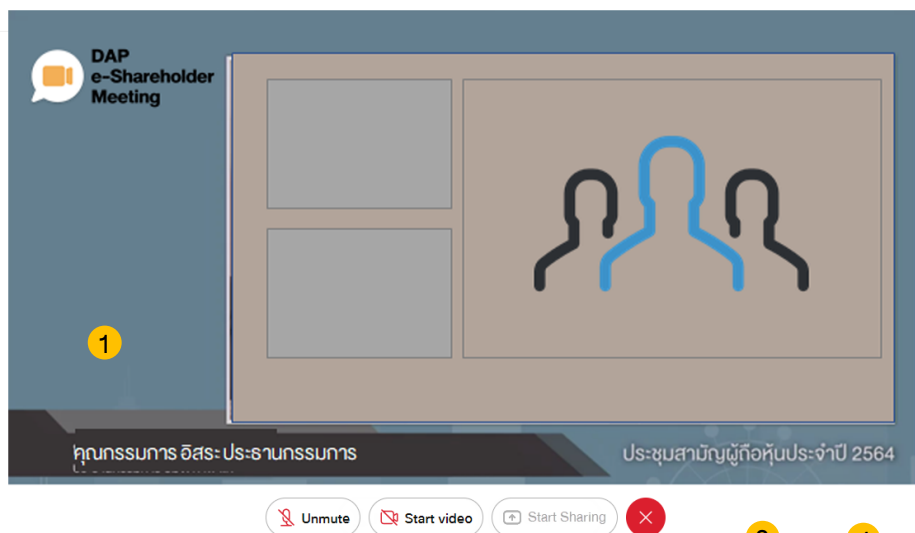 DAP
e-Shareholder
Meeting
1
คุณกรรมการ อิสระ ประธานกรรมการ
ประชุมสามัญผู้ถือหุ้นประจำปี 2564
Unmute
Start video
Start Sharing